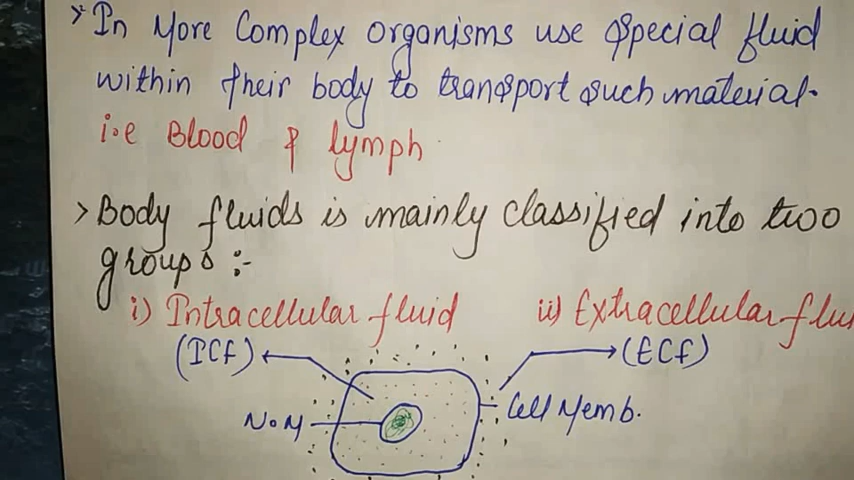 > In More Complex organisms use special fluid
within their body to transport such material.
i.e Blood & lymph
> Body fluids is mainly classified into two
groups :-
i) Intracellular fluid ii) Extracellular flu
(ICf) (ECf)
N.M Cell Memb.